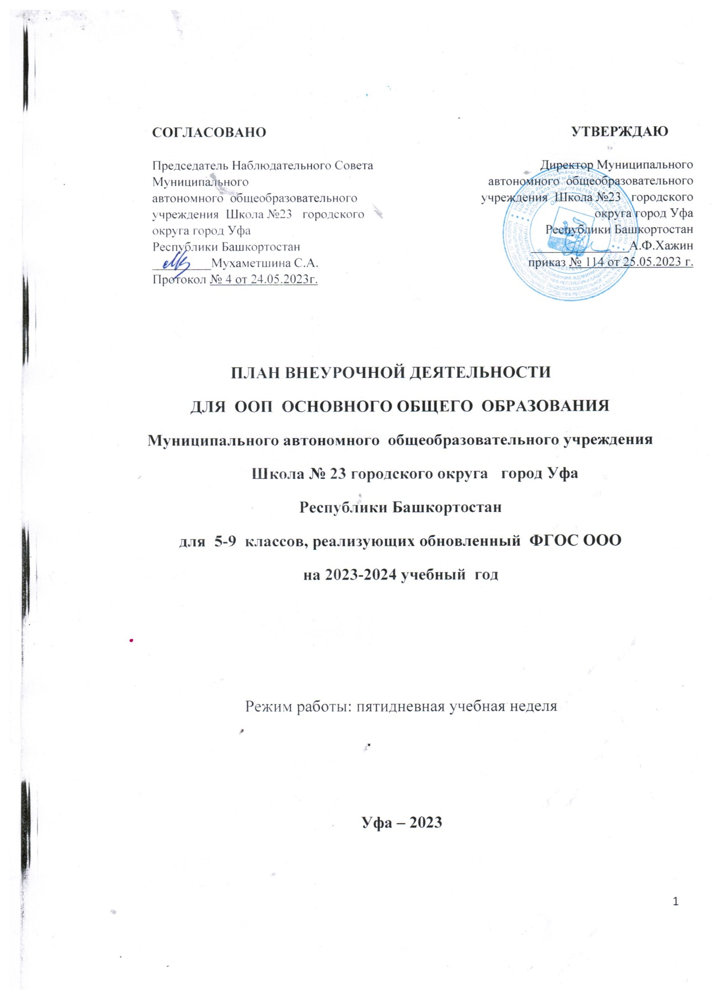 СОГЛАСОВАНО
Председатель Наблюдательного Совета
Муниципального
автономного общеобразовательного
учреждения Школа №23 городского
округа город Уфа
Республики Башкортостан
__________Мухаметшина С.А.
Протокол № 4 от 24.05.2023г.
УТВЕРЖДАЮ
Директор Муниципального
автономного общеобразовательного
учреждения Школа №23 городского
округа город Уфа
Республики Башкортостан
________________А.Ф.Хажин
приказ № 114 от 25.05.2023 г.
ПЛАН ВНЕУРОЧНОЙ ДЕЯТЕЛЬНОСТИ
ДЛЯ ООП ОСНОВНОГО ОБЩЕГО ОБРАЗОВАНИЯ
Муниципального автономного общеобразовательного учреждения
Школа № 23 городского округа город Уфа
Республики Башкортостан
для 5-9 классов, реализующих обновленный ФГОС ООО
на 2023-2024 учебный год
Режим работы: пятидневная учебная неделя
Уфа – 2023
1